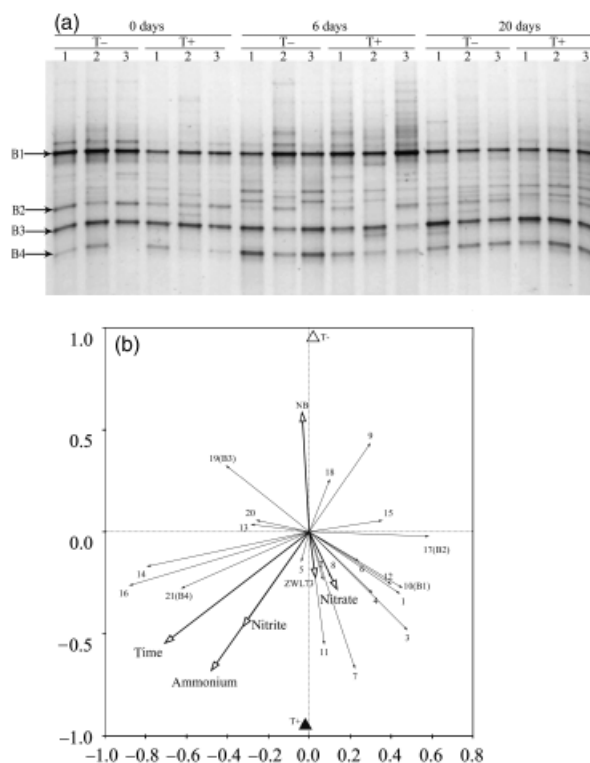 (a)
0 days 6 days 20 days
T– T+ T– T+ T– T+
1 2 3 1 2 3 1 2 3 1 2 3 1 2 3 1 2 3
B1
B2
B3
B4
(b)
1.0
T-
NB
0.5
9
19(B3)
18
20
15
13
0.0
17(B2)
14
5
8
6
12
16
21(B4)
ZWLT3
10(B1)
Nitrate
4
1
Nitrite
3
–0.5
Time
11
Ammonium
7
T+
–1.0
–1.0 –0.8 –0.6 –0.4 –0.2 0.0 0.2 0.4 0.6 0.8